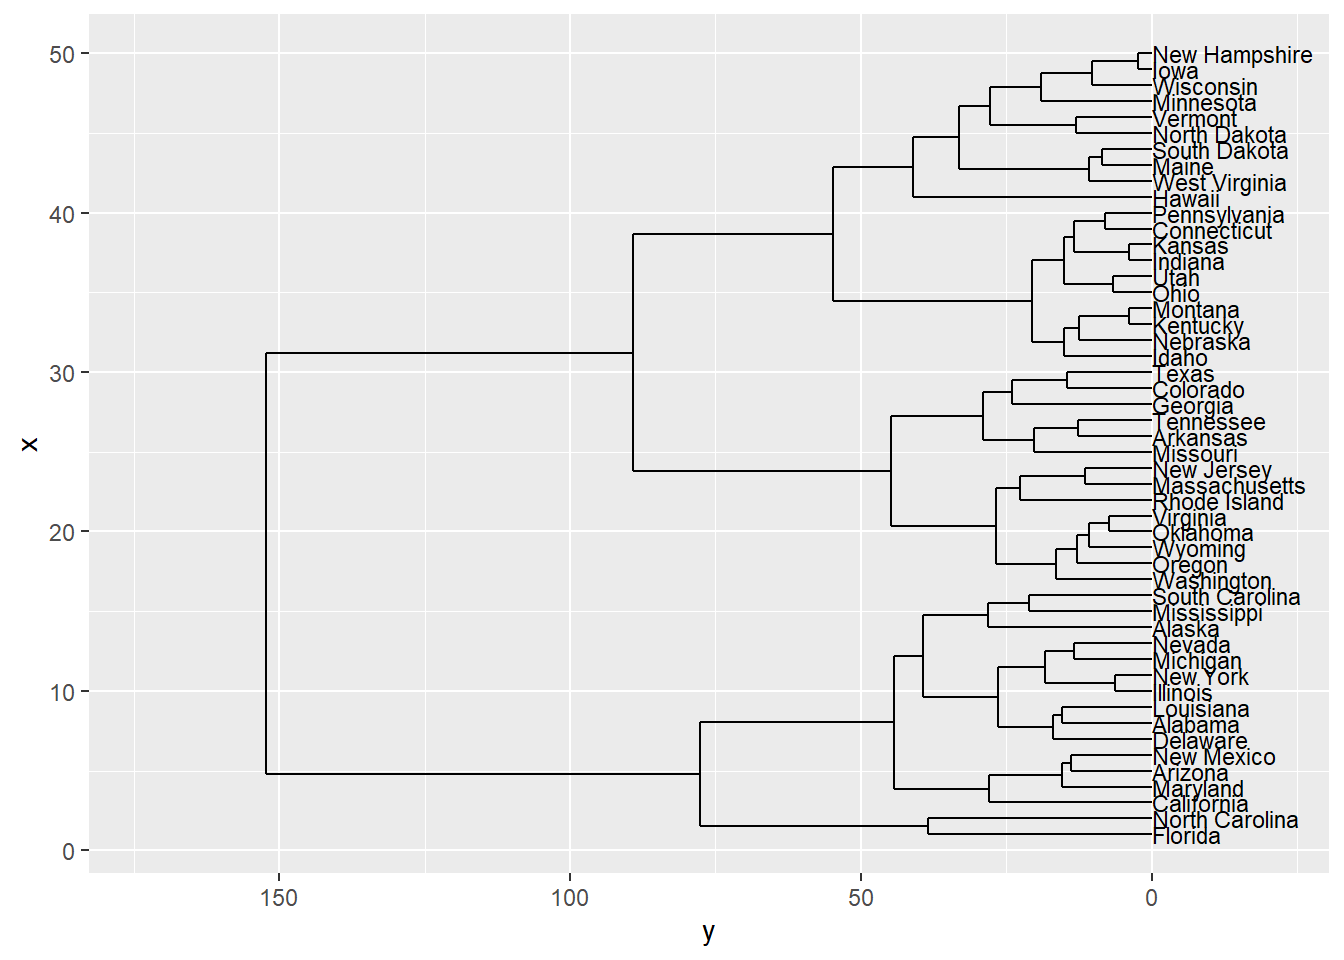 50
40
30
20
10
0
x
New Hampshire
Iowa
Wisconsin
Minnesota
Vermont
North Dakota
South Dakota
Maine
West Virginia
Hawaii
Pennsylvania
Connecticut
Kansas
Indiana
Utah
Ohio
Montana
Kentucky
Nebraska
Idaho
Texas
Colorado
Georgia
Tennessee
Arkansas
Missouri
New Jersey
Massachusetts
Rhode Island
Virginia
Oklahoma
Wyoming
Oregon
Washington
South Carolina
Mississippi
Alaska
Nevada
Michigan
New York
Illinois
Louisiana
Alabama
Delaware
New Mexico
Arizona
Maryland
California
North Carolina
Florida
150 100 50 0
y